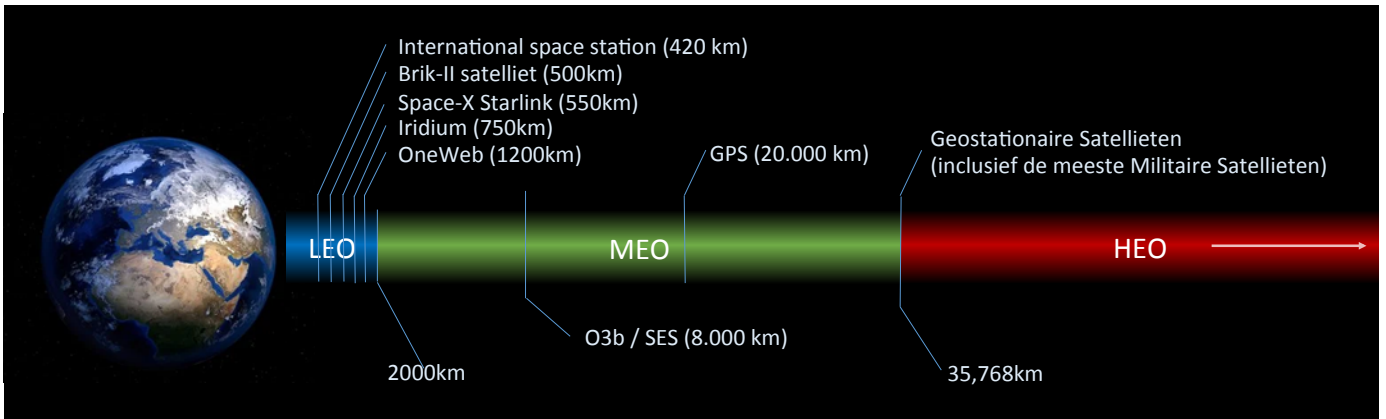 International space station (420 km)
Brik-II satelliet (500km)
Space-X Starlink (550km)
Iridium (750km)
OneWeb (1200km)
GPS (20.000 km)
Geostationaire Satellieten
(inclusief de meeste Militaire Satellieten)
LEO
MEO
HEO
O3b / SES (8.000 km)
2000km
35,768km